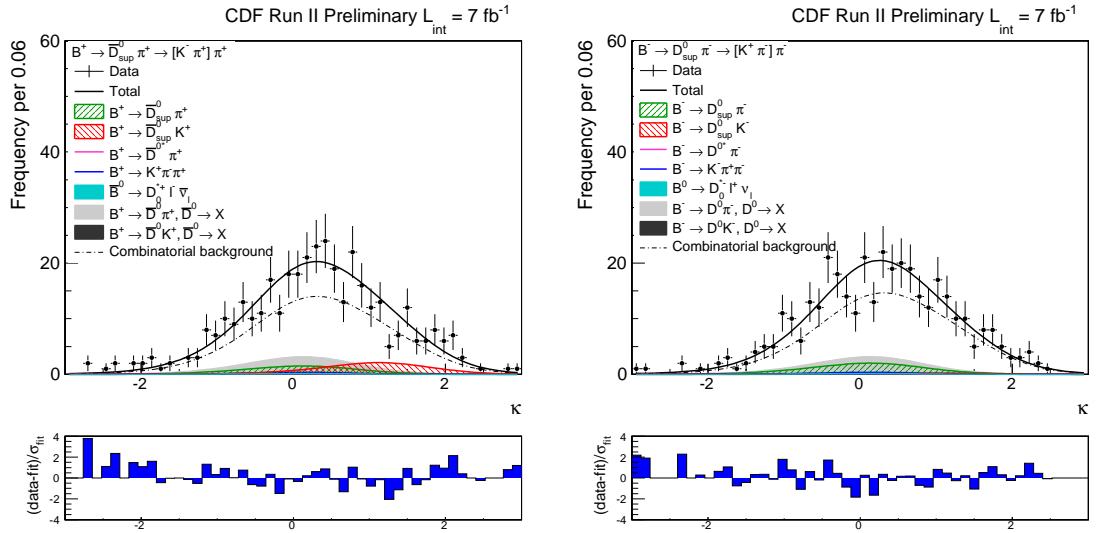 CDF Run II Preliminary L_int = 7 fb⁻¹
Frequency per 0.06
60
40
20
0
B⁺ → D̅⁰_sup π⁺ → [K⁻ π⁺] π⁺
Data
Total
B⁺ → D̅⁰_sup π⁺
B⁺ → D̅⁰_sup K⁺
B⁺ → D̅⁰* π⁺
B⁺ → K⁺π⁻π⁺
B̅⁰ → D₀*⁺ l⁻ ν̅_l
B⁺ → D̅⁰π⁺, D̅⁰ → X
B⁺ → D̅⁰K⁺, D̅⁰ → X
Combinatorial background
-2 0 2
κ
(data-fit)/σ_fit
4
2
0
-2
-4
-2 0 2
CDF Run II Preliminary L_int = 7 fb⁻¹
Frequency per 0.06
60
40
20
0
B⁻ → D⁰_sup π⁻ → [K⁺ π⁻] π⁻
Data
Total
B⁻ → D⁰_sup π⁻
B⁻ → D⁰_sup K⁻
B⁻ → D⁰* π⁻
B⁻ → K⁻π⁺π⁻
B⁰ → D₀*⁻ l⁺ ν_l
B⁻ → D⁰π⁻, D⁰ → X
B⁻ → D⁰K⁻, D⁰ → X
Combinatorial background
-2 0 2
κ
(data-fit)/σ_fit
4
2
0
-2
-4
-2 0 2